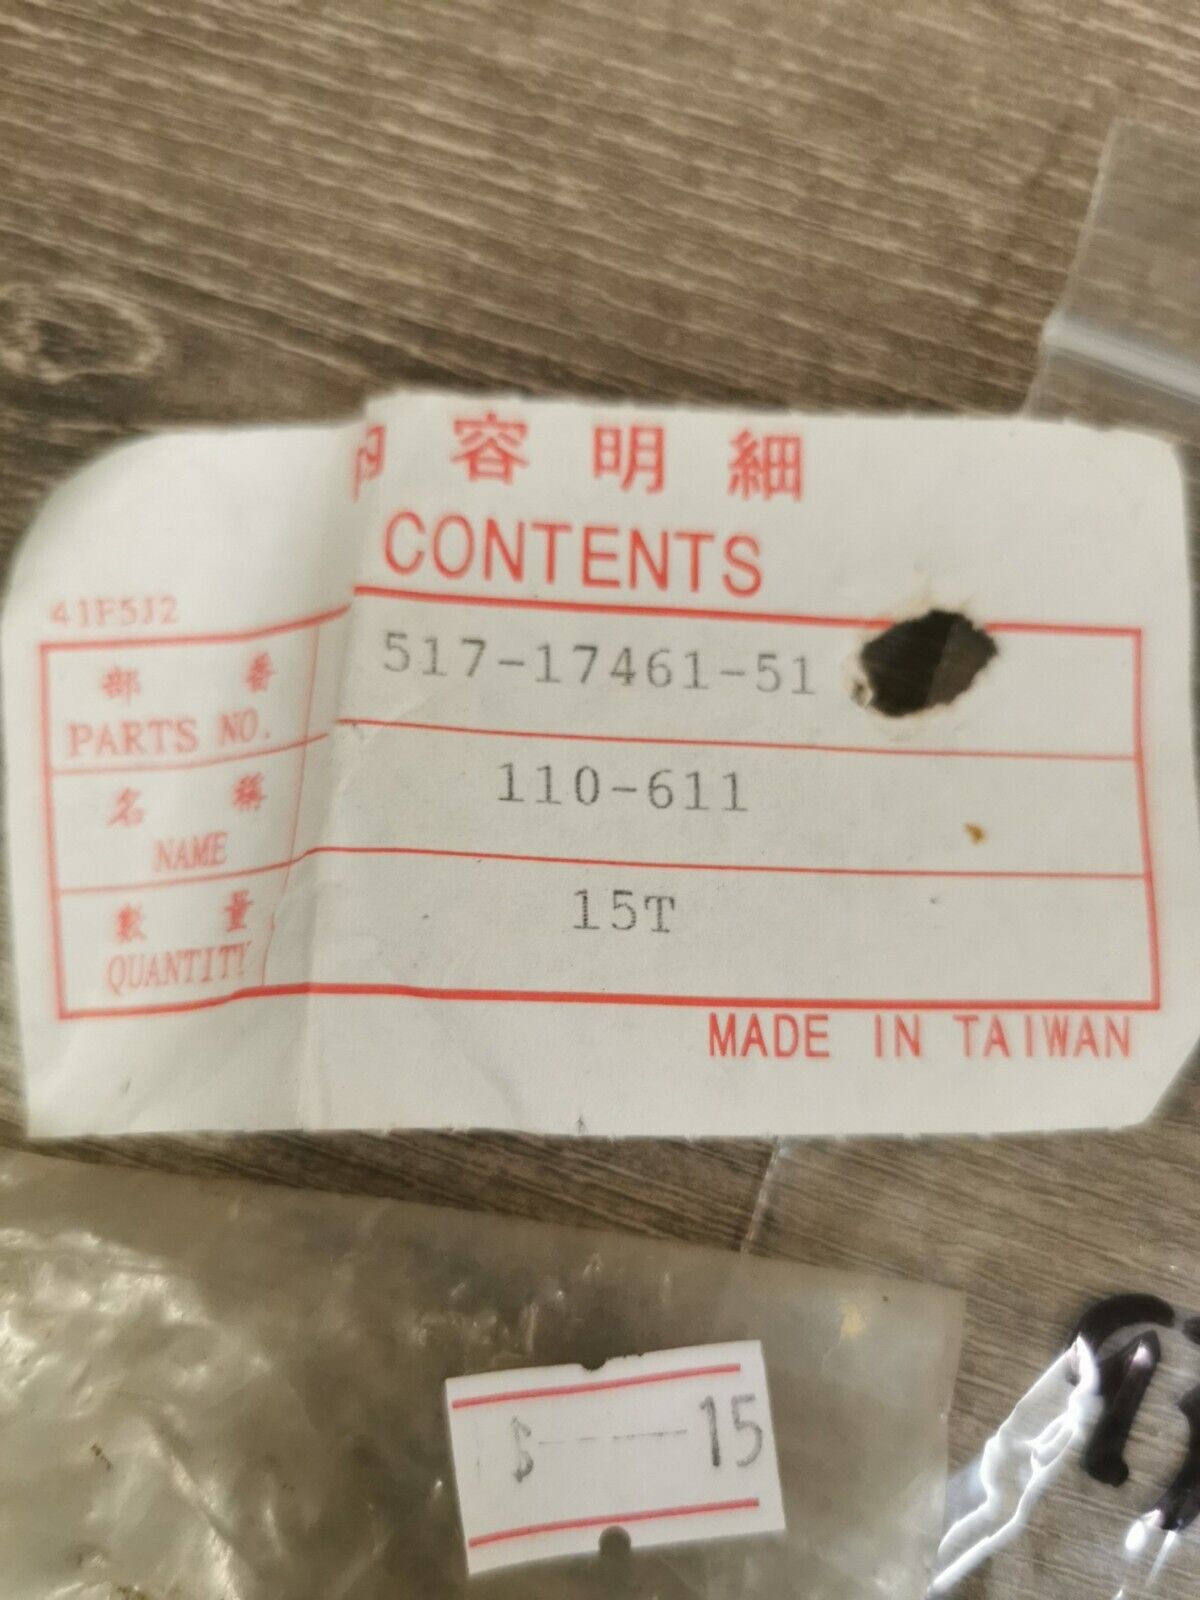 內容明細
CONTENTS
41F5J2
部番 517-17461-51
PARTS NO.
名稱 110-611
NAME
數量 15T
QUANTITY
MADE IN TAIWAN
$-----15